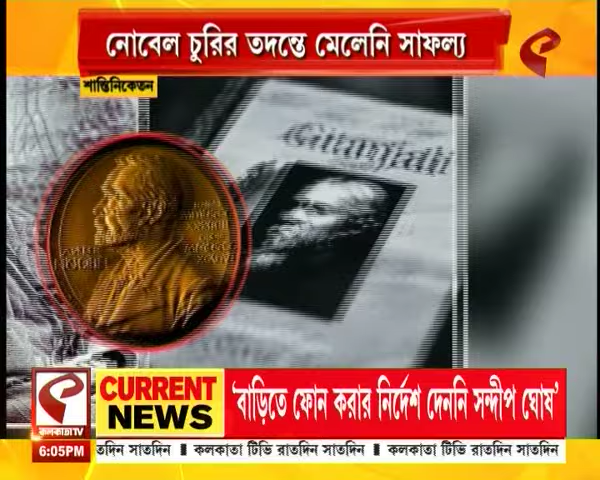 নোবেল চুরির তদন্তে মেলেনি সাফল্য
শান্তিনিকেতন
Gitanjali
CURRENT
NEWS
'বাড়িতে ফোন করার নির্দেশ দেননি সন্দীপ ঘোষ'
কলকাতা TV
6:05PM
তদিন সাতদিন ॥ কলকাতা টিভি রাতদিন সাতদিন ॥ কলকাতা টিভি রাতদিন সাতদিন